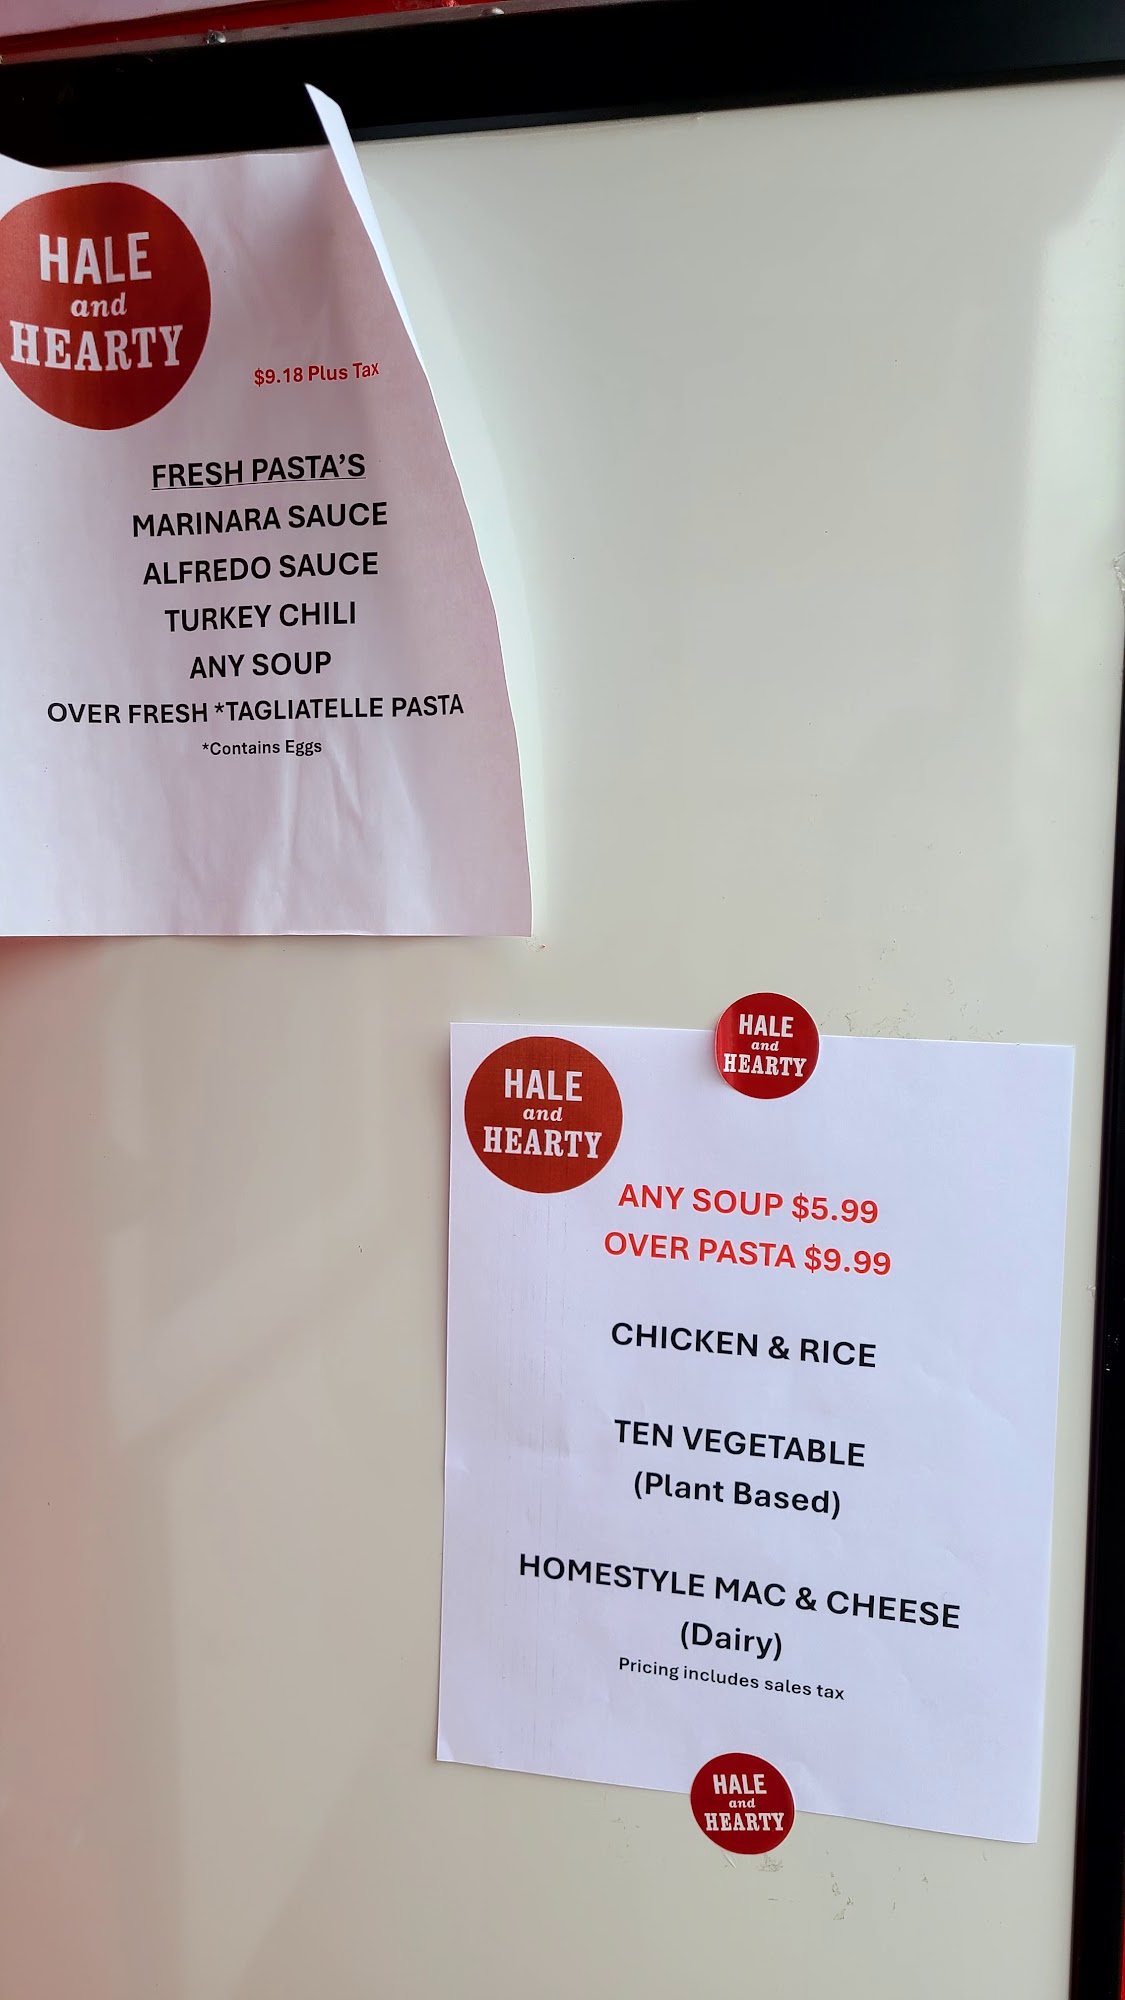 HALE
and
HEARTY
$9.18 Plus Tax
FRESH PASTA'S
MARINARA SAUCE
ALFREDO SAUCE
TURKEY CHILI
ANY SOUP
OVER FRESH *TAGLIATELLE PASTA
*Contains Eggs
HALE
and
HEARTY
HALE
and
HEARTY
ANY SOUP $5.99
OVER PASTA $9.99
CHICKEN & RICE
TEN VEGETABLE
(Plant Based)
HOMESTYLE MAC & CHEESE
(Dairy)
Pricing includes sales tax
HALE
and
HEARTY